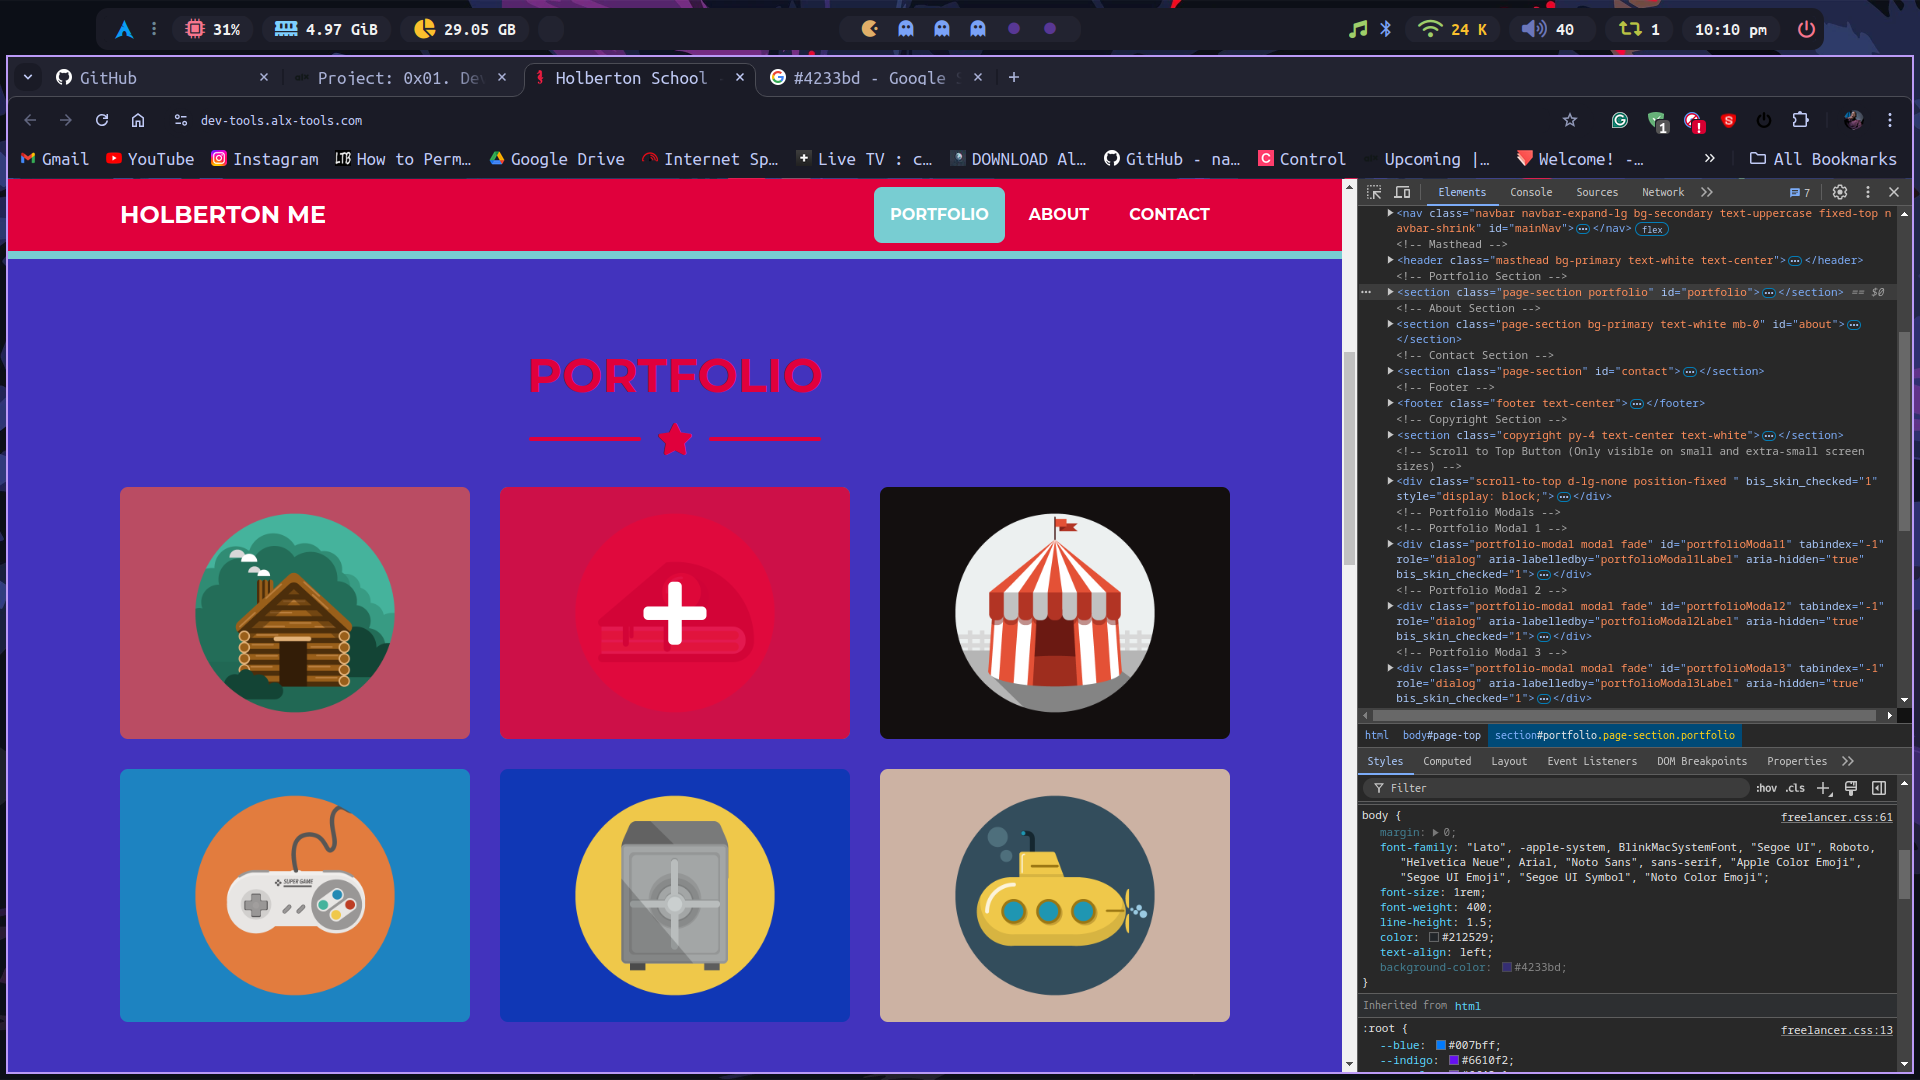 31%
4.97 GiB
29.05 GB
24 K
40
1
10:10 pm
GitHub
Project: 0x01. Dev
Holberton School
#4233bd - Google S
dev-tools.alx-tools.com
1
!
Gmail
YouTube
Instagram
LTB How to Perm…
Google Drive
Internet Sp…
Live TV : c…
DOWNLOAD Al…
GitHub - na…
Control
Upcoming |…
Welcome! -…
»
All Bookmarks
HOLBERTON ME
PORTFOLIO
ABOUT
CONTACT
PORTFOLIO
SUPER GAME
Elements
Console
Sources
Network
7
<nav class="navbar navbar-expand-lg bg-secondary text-uppercase fixed-top n
avbar-shrink" id="mainNav">…</nav> flex
<!-- Masthead -->
<header class="masthead bg-primary text-white text-center">…</header>
<!-- Portfolio Section -->
<section class="page-section portfolio" id="portfolio">…</section> == $0
<!-- About Section -->
<section class="page-section bg-primary text-white mb-0" id="about">…
</section>
<!-- Contact Section -->
<section class="page-section" id="contact">…</section>
<!-- Footer -->
<footer class="footer text-center">…</footer>
<!-- Copyright Section -->
<section class="copyright py-4 text-center text-white">…</section>
<!-- Scroll to Top Button (Only visible on small and extra-small screen
sizes) -->
<div class="scroll-to-top d-lg-none position-fixed " bis_skin_checked="1"
style="display: block;">…</div>
<!-- Portfolio Modals -->
<!-- Portfolio Modal 1 -->
<div class="portfolio-modal modal fade" id="portfolioModal1" tabindex="-1"
role="dialog" aria-labelledby="portfolioModal1Label" aria-hidden="true"
bis_skin_checked="1">…</div>
<!-- Portfolio Modal 2 -->
<div class="portfolio-modal modal fade" id="portfolioModal2" tabindex="-1"
role="dialog" aria-labelledby="portfolioModal2Label" aria-hidden="true"
bis_skin_checked="1">…</div>
<!-- Portfolio Modal 3 -->
<div class="portfolio-modal modal fade" id="portfolioModal3" tabindex="-1"
role="dialog" aria-labelledby="portfolioModal3Label" aria-hidden="true"
bis_skin_checked="1">…</div>
html
body#page-top
section#portfolio.page-section.portfolio
Styles
Computed
Layout
Event Listeners
DOM Breakpoints
Properties
Filter
:hov
.cls
body {
freelancer.css:61
margin: 0;
font-family: "Lato", -apple-system, BlinkMacSystemFont, "Segoe UI", Roboto,
"Helvetica Neue", Arial, "Noto Sans", sans-serif, "Apple Color Emoji",
"Segoe UI Emoji", "Segoe UI Symbol", "Noto Color Emoji";
font-size: 1rem;
font-weight: 400;
line-height: 1.5;
color: #212529;
text-align: left;
background-color: #4233bd;
}
Inherited from html
:root {
freelancer.css:13
--blue: #007bff;
--indigo: #6610f2;